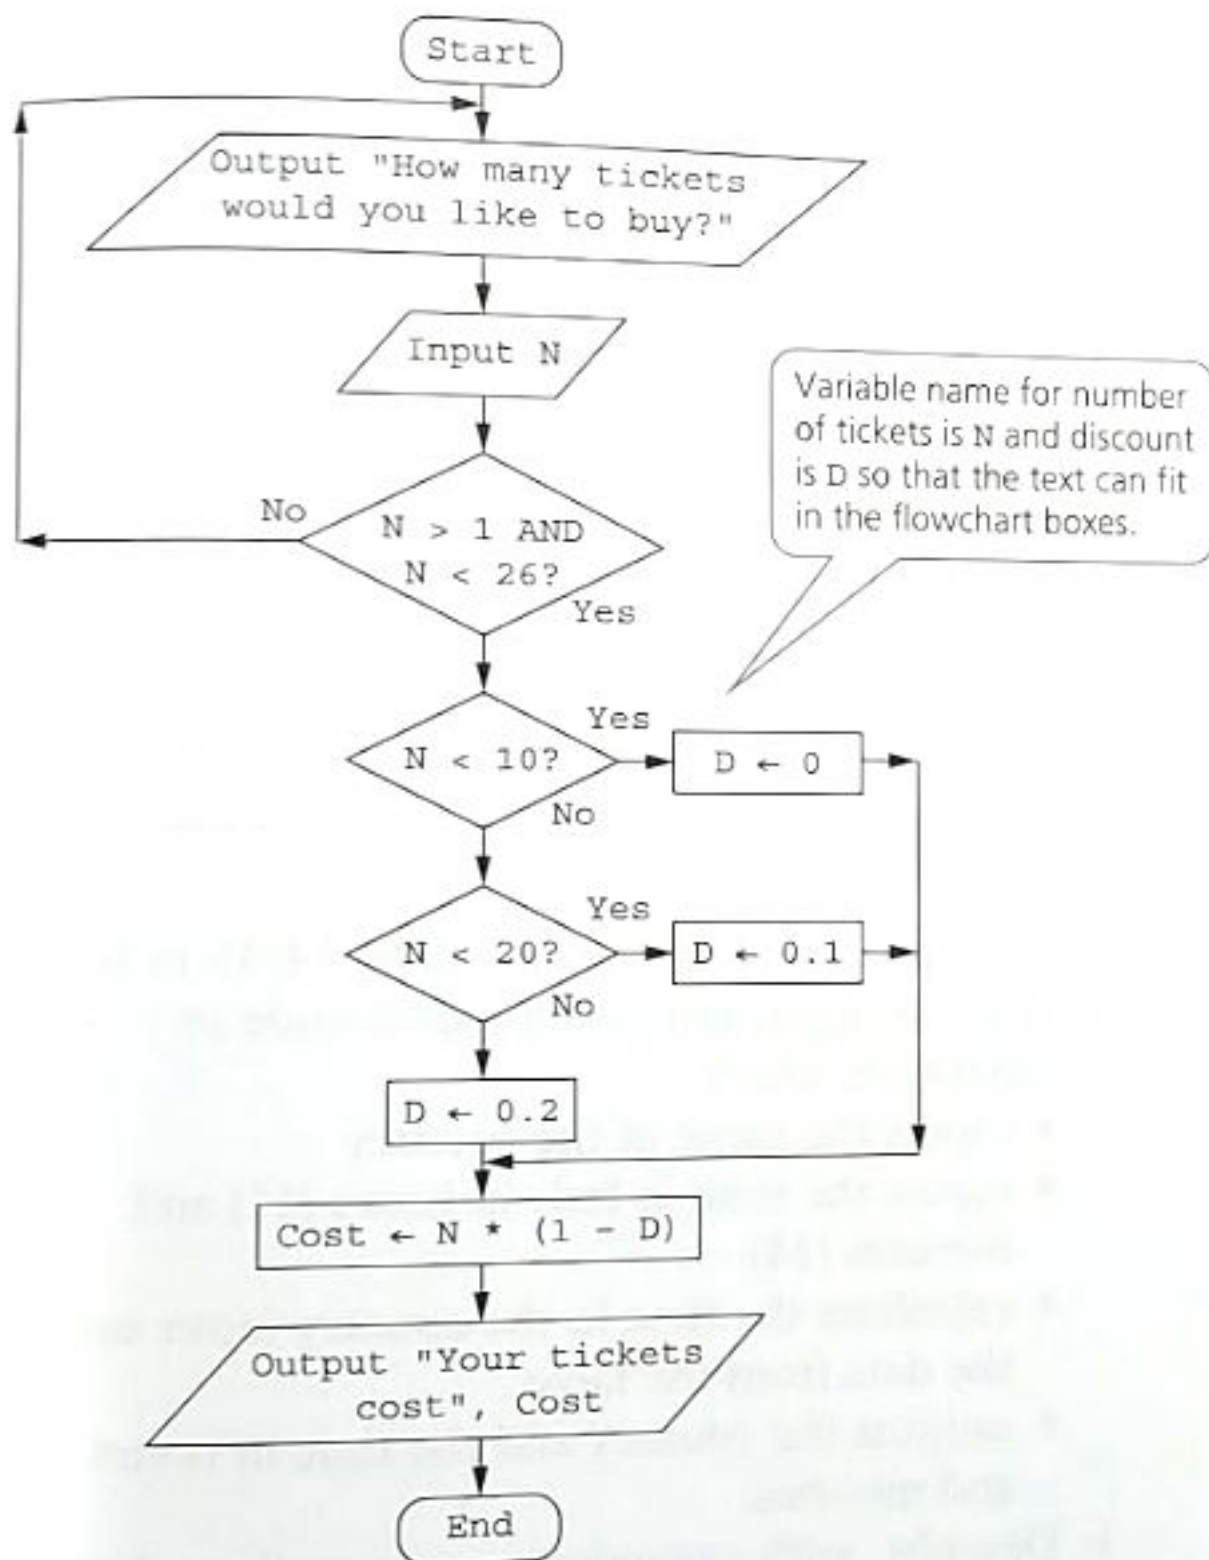 Start
Output "How many tickets
would you like to buy?"
Input N
Variable name for number
of tickets is N and discount
is D so that the text can fit
in the flowchart boxes.
No
N > 1 AND
N < 26?
Yes
Yes
N < 10?
D ← 0
No
Yes
N < 20?
D ← 0.1
No
D ← 0.2
Cost ← N * (1 - D)
Output "Your tickets
cost", Cost
End